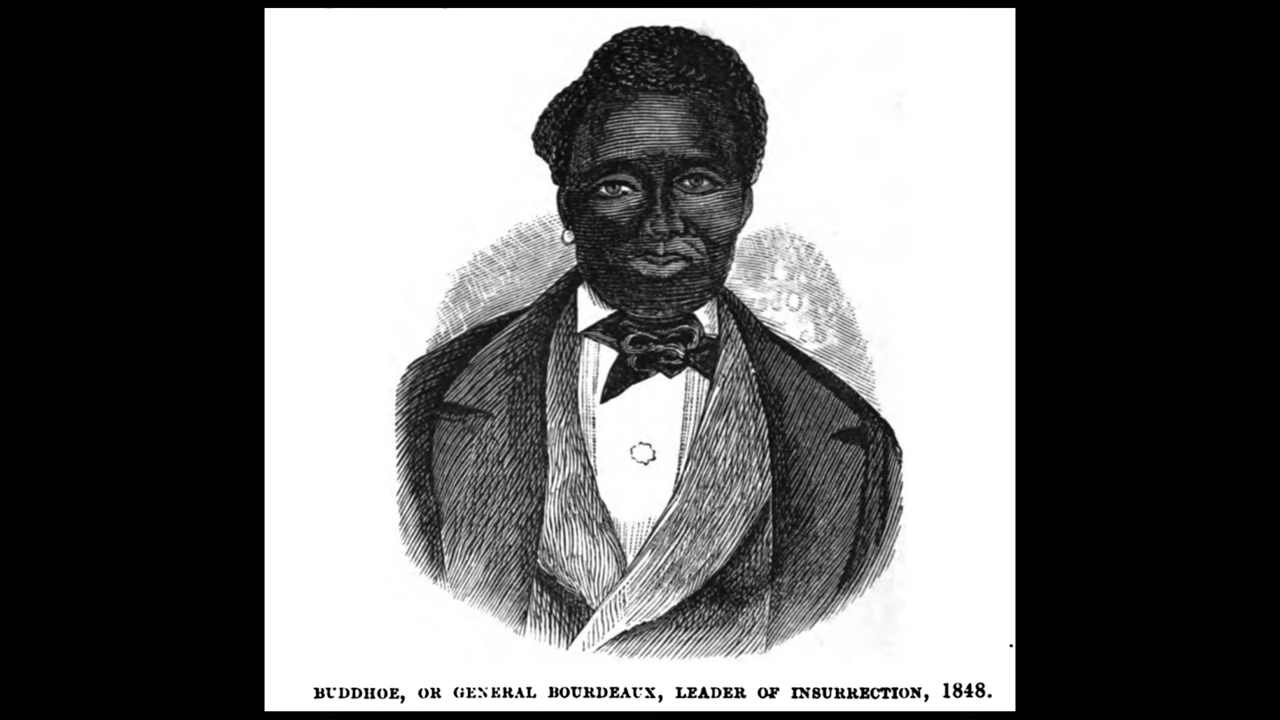 BUDDHOE, OR GENERAL BOURDEAUX, LEADER OF INSURRECTION, 1848.